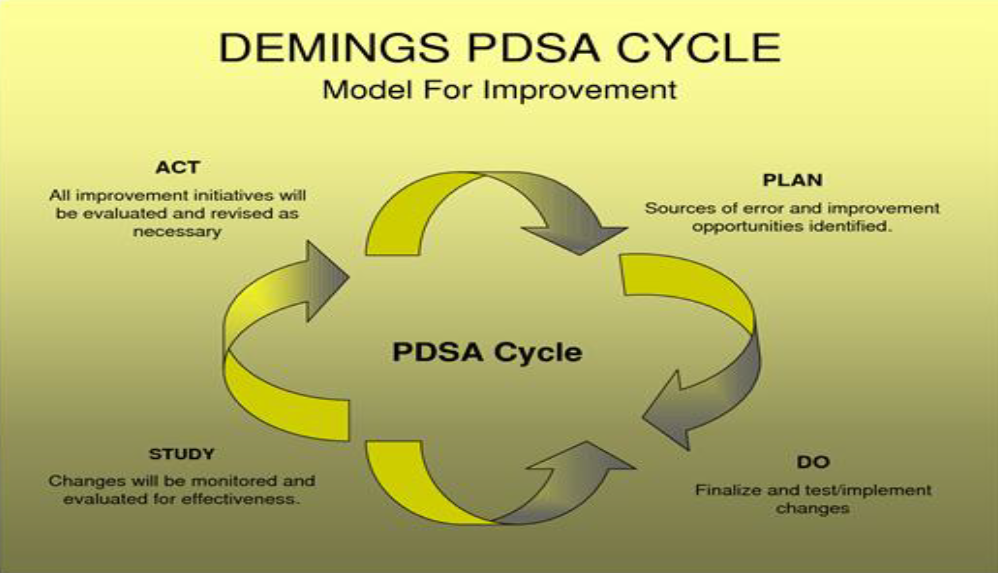 DEMINGS PDSA CYCLE
Model For Improvement
ACT
All improvement initiatives will
be evaluated and revised as
necessary
PLAN
Sources of error and improvement
opportunities identified.
PDSA Cycle
STUDY
Changes will be monitored and
evaluated for effectiveness.
DO
Finalize and test/implement
changes